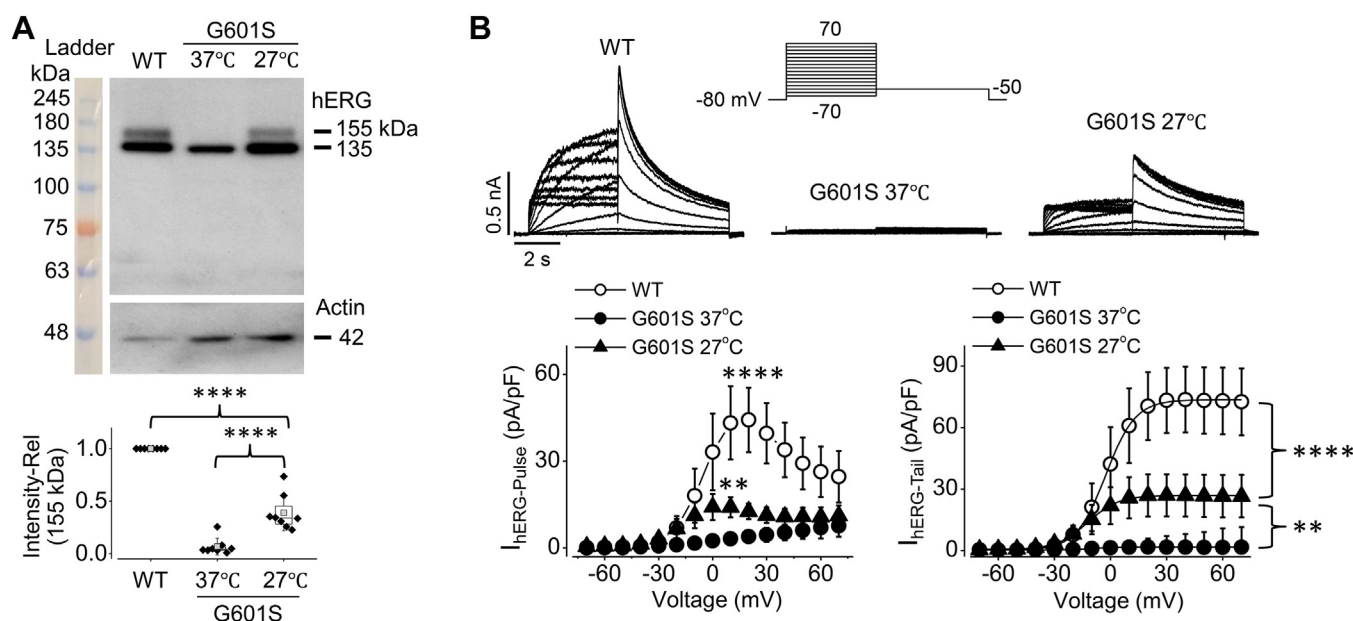 A
Ladder
kDa
WT
G601S
37℃
27℃
245
180
135
100
75
63
48
hERG
155 kDa
135
Actin
42
****
****
Intensity-Rel
(155 kDa)
1.0
0.5
0.0
WT
37℃
27℃
G601S
B
WT
70
-80 mV
-70
-50
G601S 37℃
G601S 27℃
0.5 nA
2 s
WT
G601S 37°C
G601S 27°C
IhERG-Pulse (pA/pF)
60
30
0
****
**
-60
-30
0
30
60
Voltage (mV)
WT
G601S 37°C
G601S 27°C
IhERG-Tail (pA/pF)
90
60
30
0
****
**
-60
-30
0
30
60
Voltage (mV)